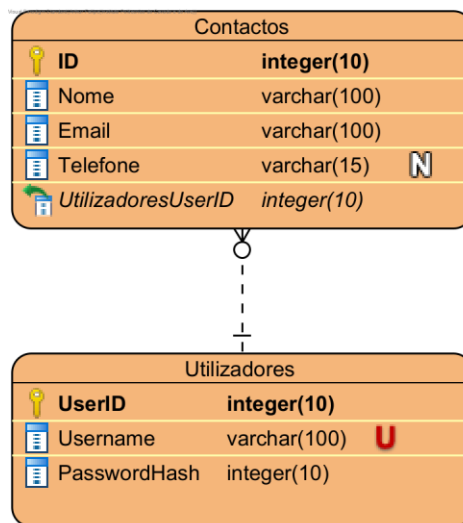 Contactos
ID integer(10)
Nome varchar(100)
Email varchar(100)
Telefone varchar(15) N
UtilizadoresUserID integer(10)
Utilizadores
UserID integer(10)
Username varchar(100) U
PasswordHash integer(10)